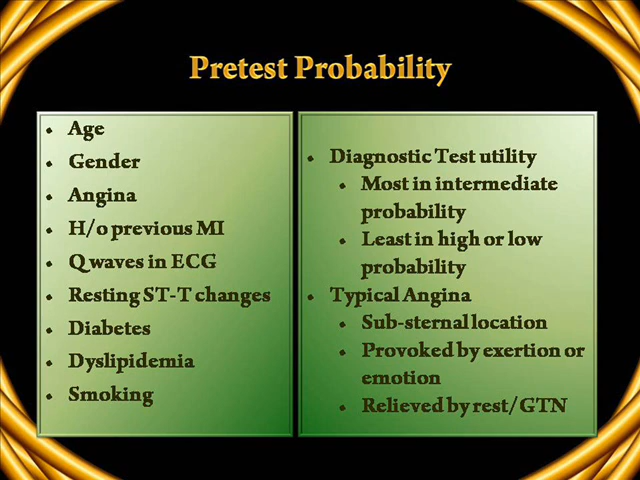 Pretest Probability
• Age
• Gender
• Angina
• H/o previous MI
• Q waves in ECG
• Resting ST-T changes
• Diabetes
• Dyslipidemia
• Smoking
• Diagnostic Test utility
• Most in intermediate
probability
• Least in high or low
probability
• Typical Angina
• Sub-sternal location
• Provoked by exertion or
emotion
• Relieved by rest/GTN